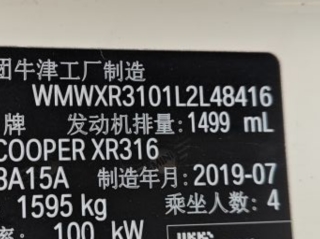 团牛津工厂制造
WMWXR3101L2L48416
牌 发动机排量:1499 mL
COOPER XR316
BA15A 制造年月:2019-07
1595 kg 乘坐人数:4
率: 100 kW